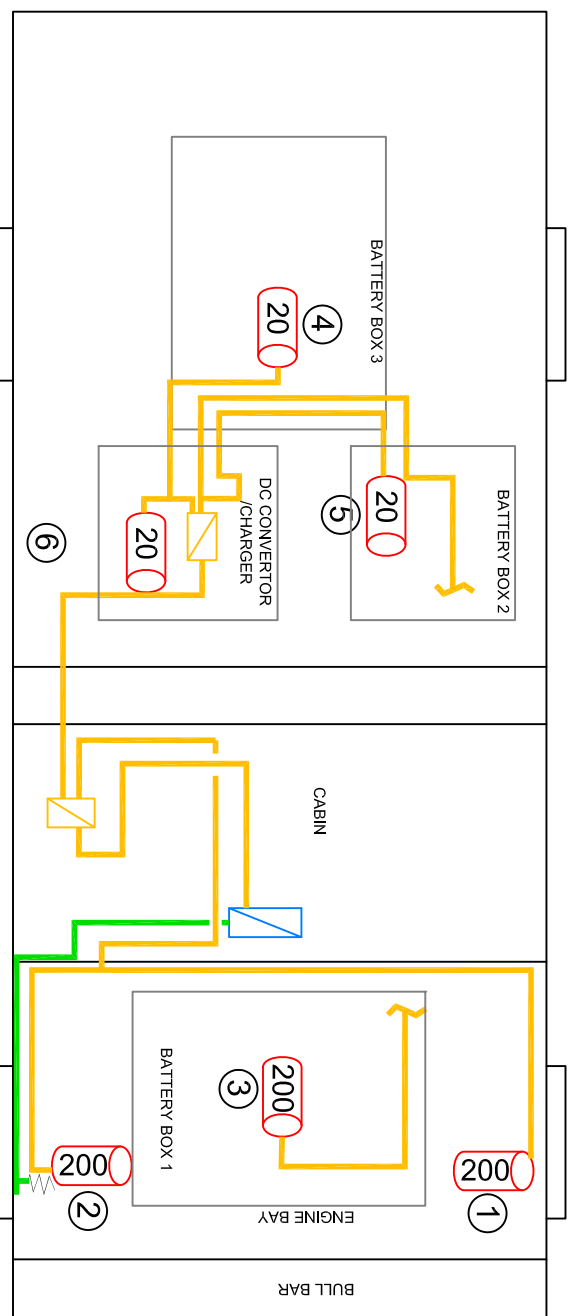 BATTERY BOX 3
4
20
BATTERY BOX 2
5
20
DC CONVERTOR
/CHARGER
20
6
CABIN
BATTERY BOX 1
3
200
200
2
200
1
ENGINE BAY
BULL BAR